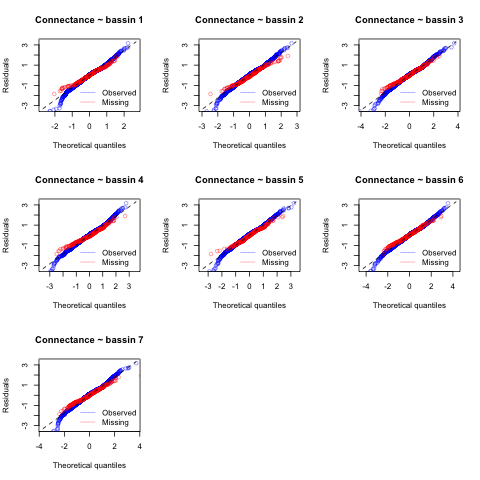 Connectance ~ bassin 1
Residuals
3
1
-1
-3
Observed
Missing
-2
-1
0
1
2
Theoretical quantiles
Connectance ~ bassin 2
Residuals
3
1
-1
-3
Observed
Missing
-3
-2
-1
0
1
2
3
Theoretical quantiles
Connectance ~ bassin 3
Residuals
3
1
-1
-3
Observed
Missing
-4
-2
0
2
4
Theoretical quantiles
Connectance ~ bassin 4
Residuals
3
1
-1
-3
Observed
Missing
-3
-1
0
1
2
3
Theoretical quantiles
Connectance ~ bassin 5
Residuals
3
1
-1
-3
Observed
Missing
-3
-1
0
1
2
3
Theoretical quantiles
Connectance ~ bassin 6
Residuals
3
1
-1
-3
Observed
Missing
-4
-2
0
2
4
Theoretical quantiles
Connectance ~ bassin 7
Residuals
3
1
-1
-3
Observed
Missing
-4
-2
0
2
4
Theoretical quantiles